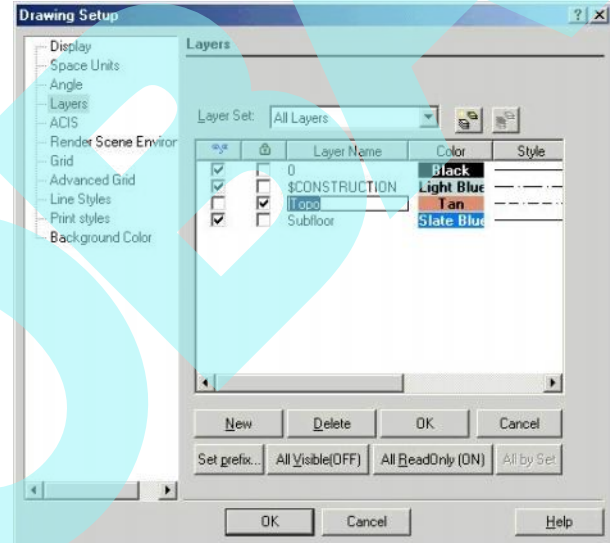 Drawing Setup
Display
Space Units
Angle
Layers
ACIS
Render Scene Environ
Grid
Advanced Grid
Line Styles
Print styles
Background Color
Layers
Layer Set: All Layers
Layer Name Color Style
0 Black
$CONSTRUCTION Light Blue
Topo Tan
Subfloor Slate Blue
New Delete OK Cancel
Set prefix... All Visible(OFF) All ReadOnly (ON) All by Set
OK Cancel Help